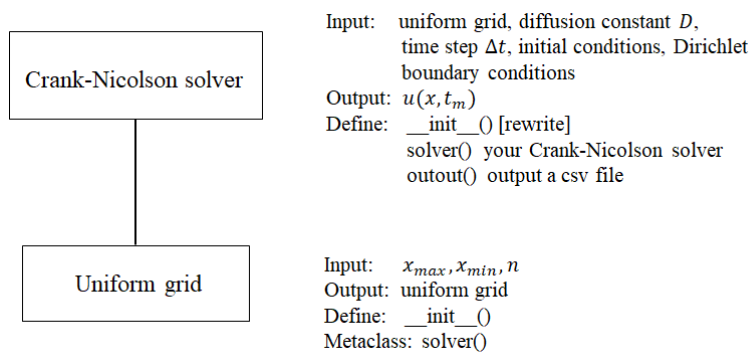 Crank-Nicolson solver
Input: uniform grid, diffusion constant D,
time step Δt, initial conditions, Dirichlet
boundary conditions
Output: u(x, t_m)
Define: __init__() [rewrite]
solver() your Crank-Nicolson solver
outout() output a csv file
Uniform grid
Input: x_max, x_min, n
Output: uniform grid
Define: __init__()
Metaclass: solver()